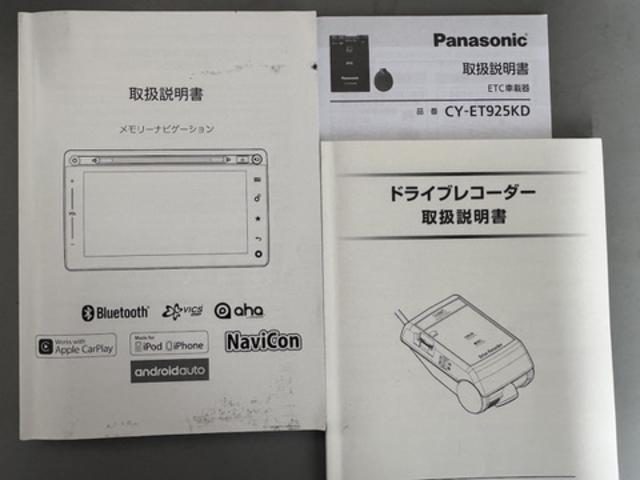 取扱説明書
メモリーナビゲーション
Bluetooth
VICS
aha
Works with
Apple CarPlay
Made for
iPod iPhone
NaviCon
androidauto
Panasonic
取扱説明書
ETC車載器
品番 CY-ET925KD
ドライブレコーダー
取扱説明書